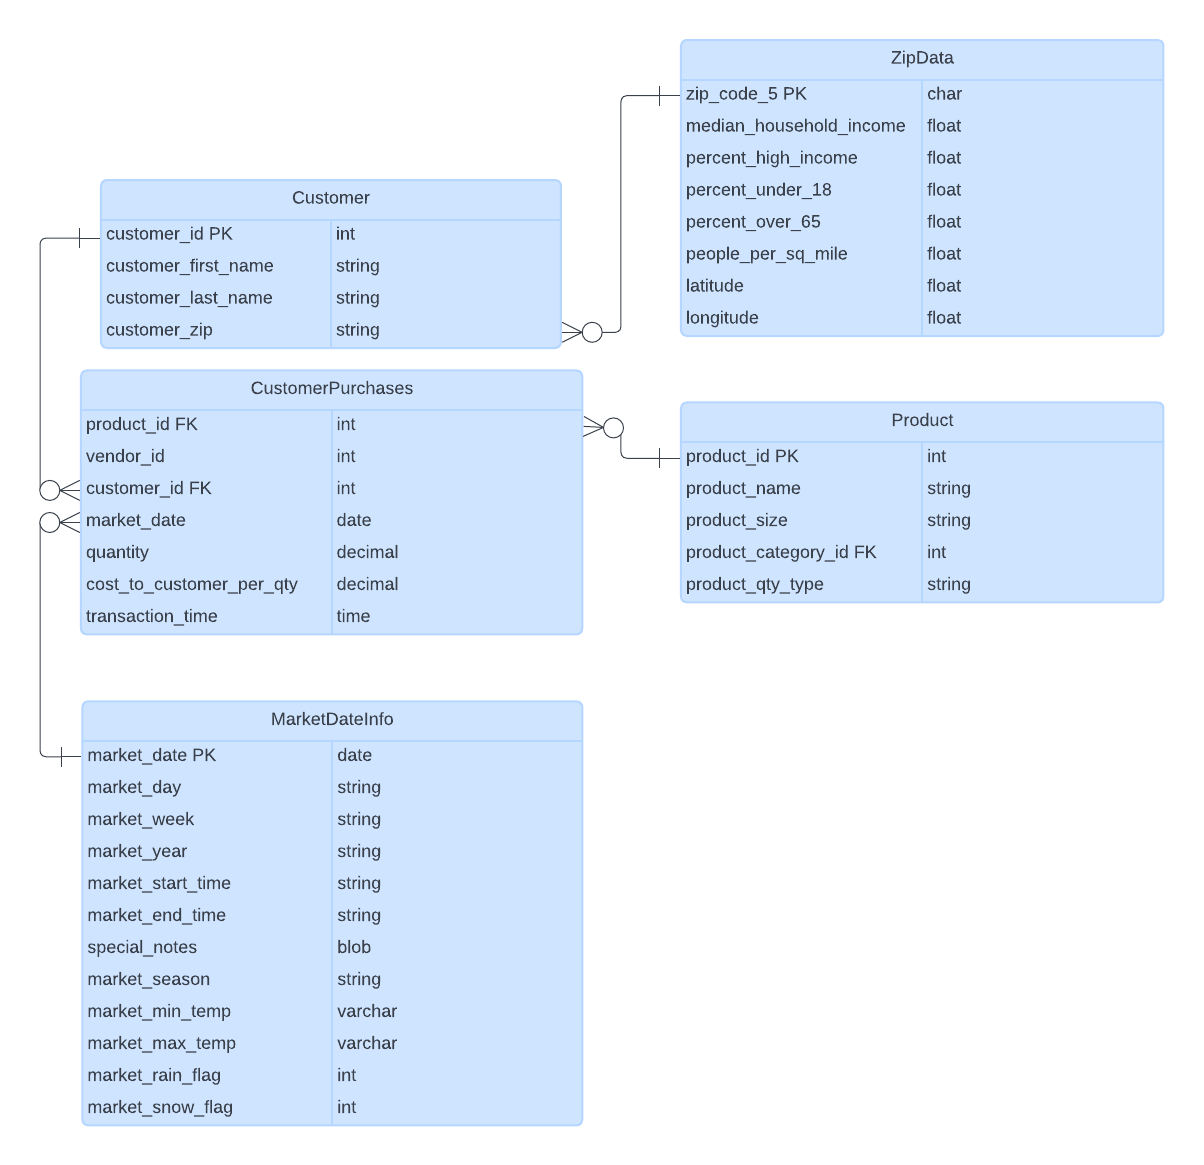 ZipData
zip_code_5 PK char
median_household_income float
percent_high_income float
percent_under_18 float
percent_over_65 float
people_per_sq_mile float
latitude float
longitude float
Customer
customer_id PK int
customer_first_name string
customer_last_name string
customer_zip string
CustomerPurchases
product_id FK int
vendor_id int
customer_id FK int
market_date date
quantity decimal
cost_to_customer_per_qty decimal
transaction_time time
Product
product_id PK int
product_name string
product_size string
product_category_id FK int
product_qty_type string
MarketDateInfo
market_date PK date
market_day string
market_week string
market_year string
market_start_time string
market_end_time string
special_notes blob
market_season string
market_min_temp varchar
market_max_temp varchar
market_rain_flag int
market_snow_flag int